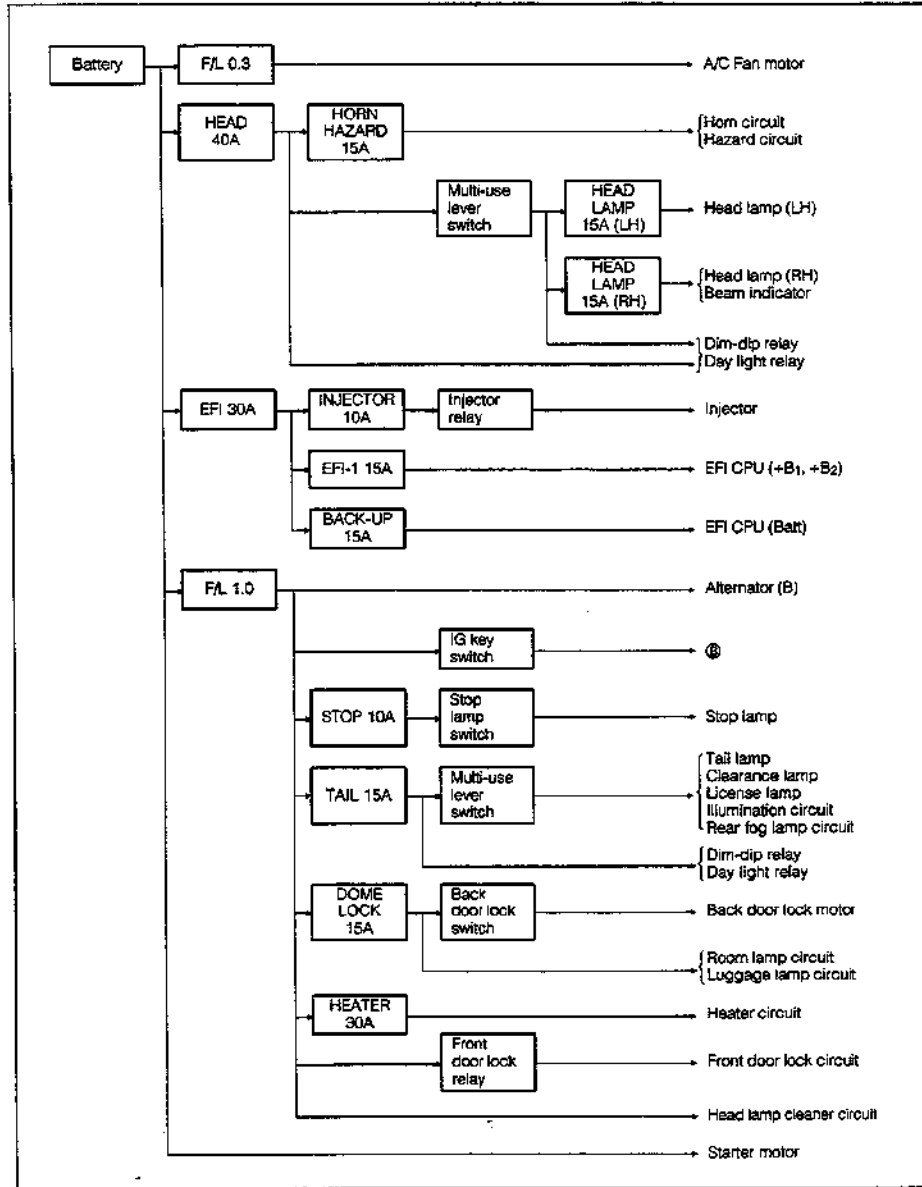 Battery
F/L 0.3
A/C Fan motor
HEAD
40A
HORN
HAZARD
15A
Horn circuit
Hazard circuit
Multi-use
lever
switch
HEAD
LAMP
15A (LH)
Head lamp (LH)
HEAD
LAMP
15A (RH)
Head lamp (RH)
Beam indicator
Dim-dip relay
Day light relay
EFI 30A
INJECTOR
10A
Injector
relay
Injector
EFI-1 15A
EFI CPU (+B1, +B2)
BACK-UP
15A
EFI CPU (Batt)
F/L 1.0
Alternator (B)
IG key
switch
Ⓑ
STOP 10A
Stop
lamp
switch
Stop lamp
TAIL 15A
Multi-use
lever
switch
Tail lamp
Clearance lamp
License lamp
Illumination circuit
Rear fog lamp circuit
Dim-dip relay
Day light relay
DOME
LOCK
15A
Back
door lock
switch
Back door lock motor
Room lamp circuit
Luggage lamp circuit
HEATER
30A
Heater circuit
Front
door lock
relay
Front door lock circuit
Head lamp cleaner circuit
Starter motor